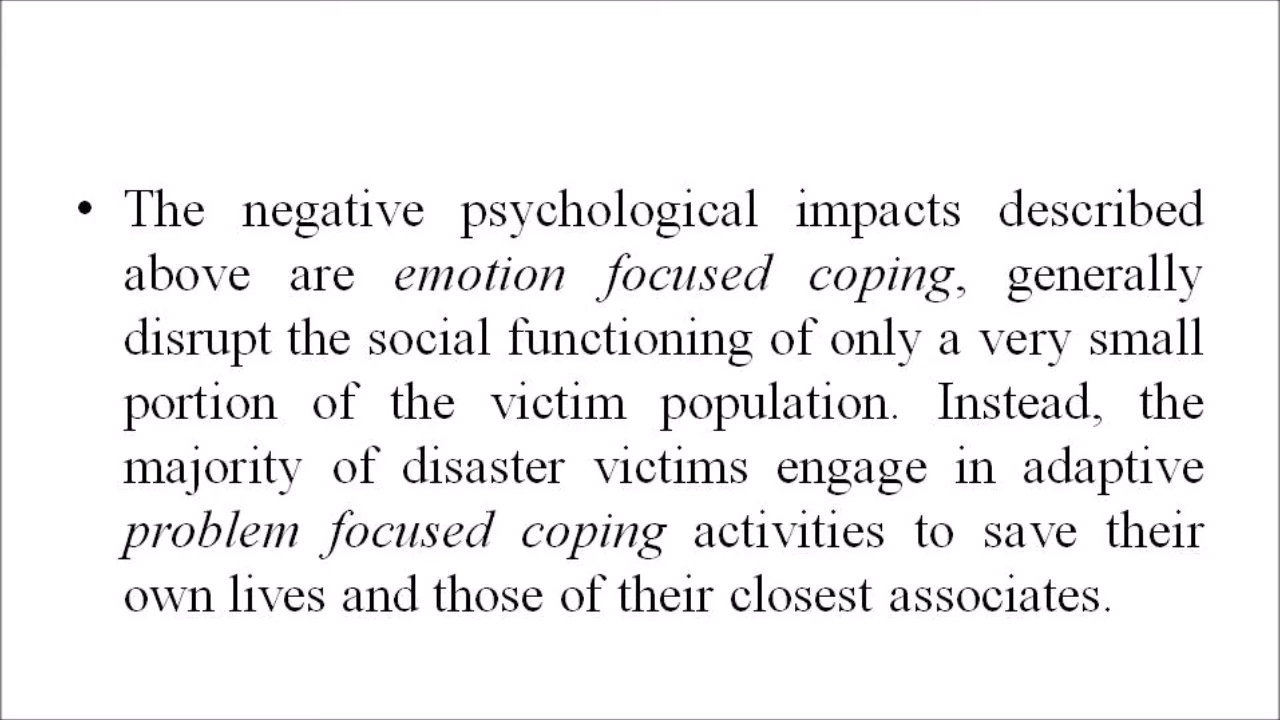 • The negative psychological impacts described
above are emotion focused coping, generally
disrupt the social functioning of only a very small
portion of the victim population. Instead, the
majority of disaster victims engage in adaptive
problem focused coping activities to save their
own lives and those of their closest associates.